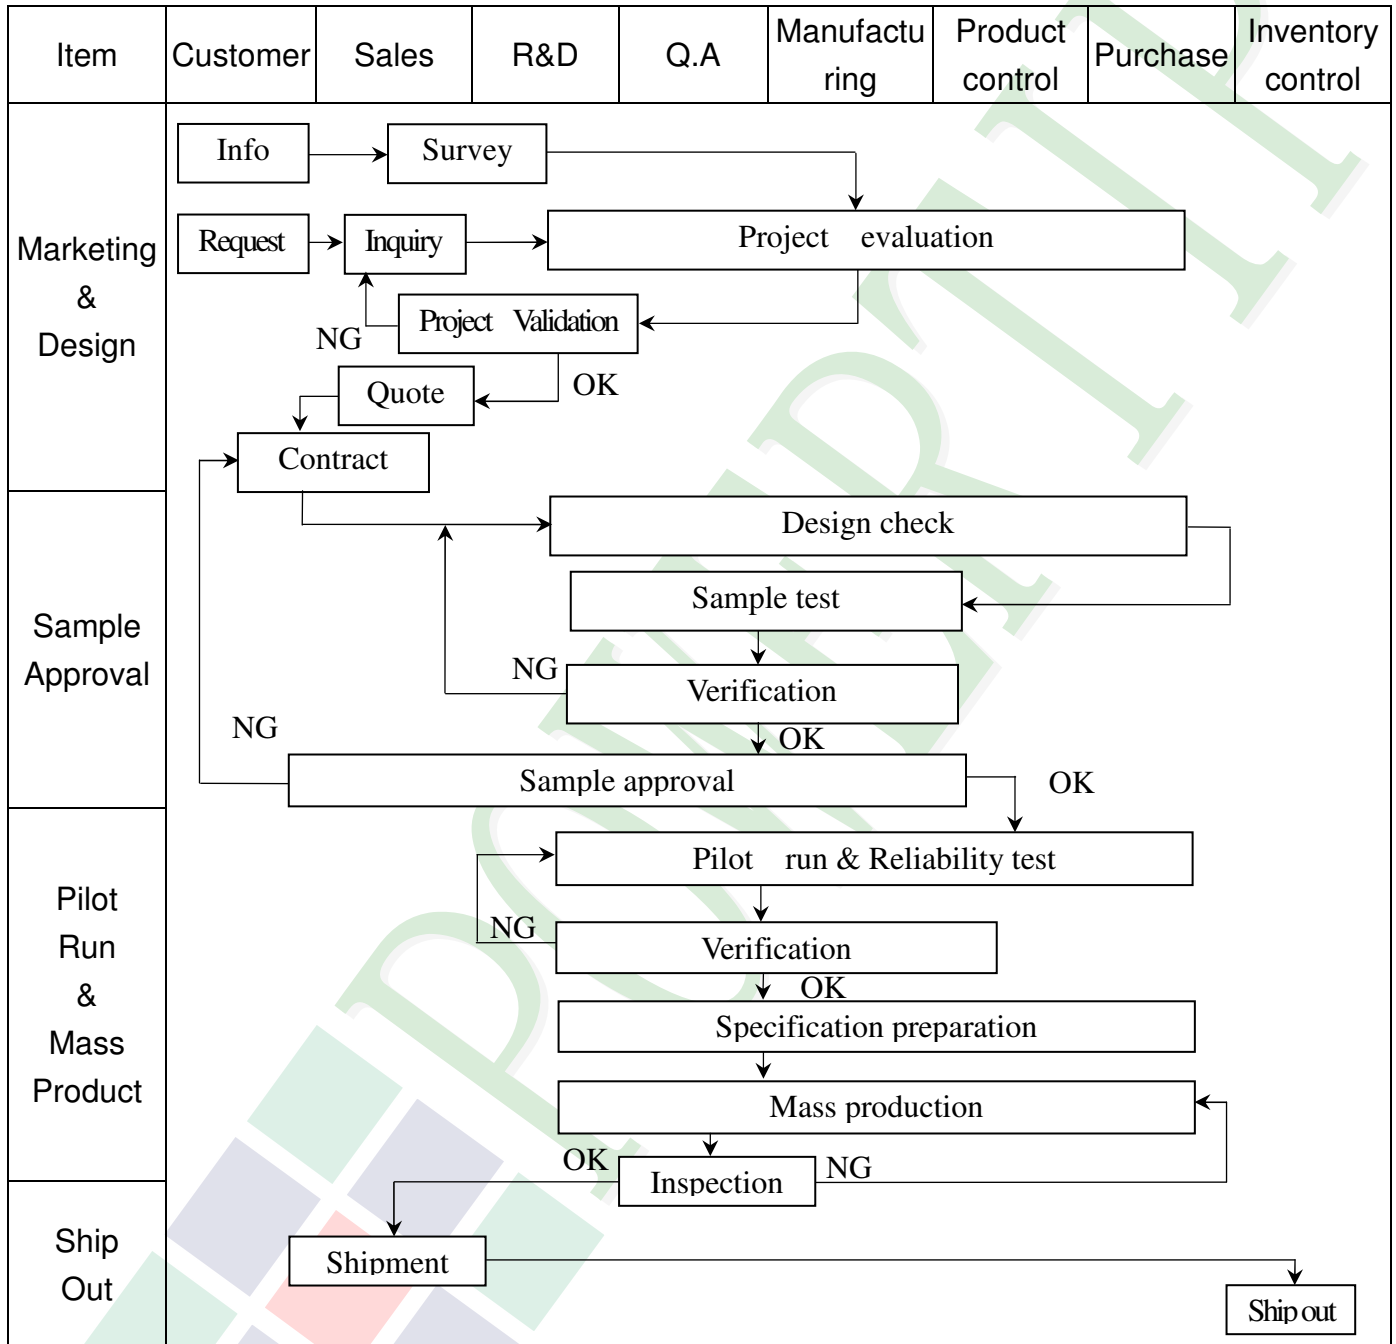 Item Customer Sales R&D Q.A Manufactu Product Purchase Inventory
ring control control
Info Survey
Request Inquiry Project evaluation
Marketing
&
Design
Project Validation
NG
OK
Quote
Contract
Design check
Sample test
Sample
Approval
NG
Verification
NG
OK
Sample approval OK
Pilot run & Reliability test
Pilot
Run
&
Mass
Product
NG
Verification
OK
Specification preparation
Mass production
OK NG
Inspection
Ship
Out
Shipment
Ship out
POWERTIP